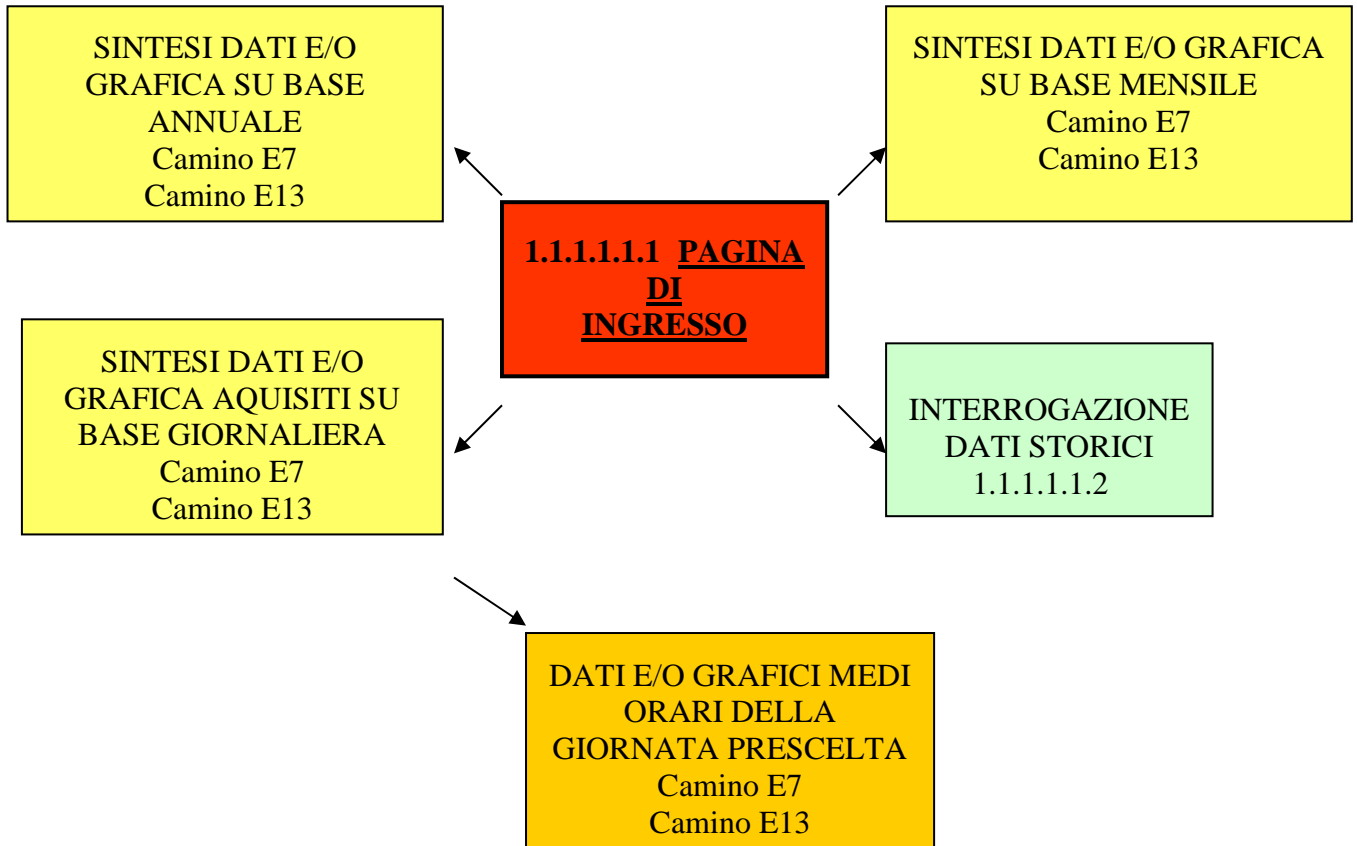 SINTESI DATI E/O
GRAFICA SU BASE
ANNUALE
Camino E7
Camino E13
SINTESI DATI E/O GRAFICA
SU BASE MENSILE
Camino E7
Camino E13
1.1.1.1.1.1 PAGINA
DI
INGRESSO
SINTESI DATI E/O
GRAFICA AQUISITI SU
BASE GIORNALIERA
Camino E7
Camino E13
INTERROGAZIONE
DATI STORICI
1.1.1.1.1.2
DATI E/O GRAFICI MEDI
ORARI DELLA
GIORNATA PRESCELTA
Camino E7
Camino E13